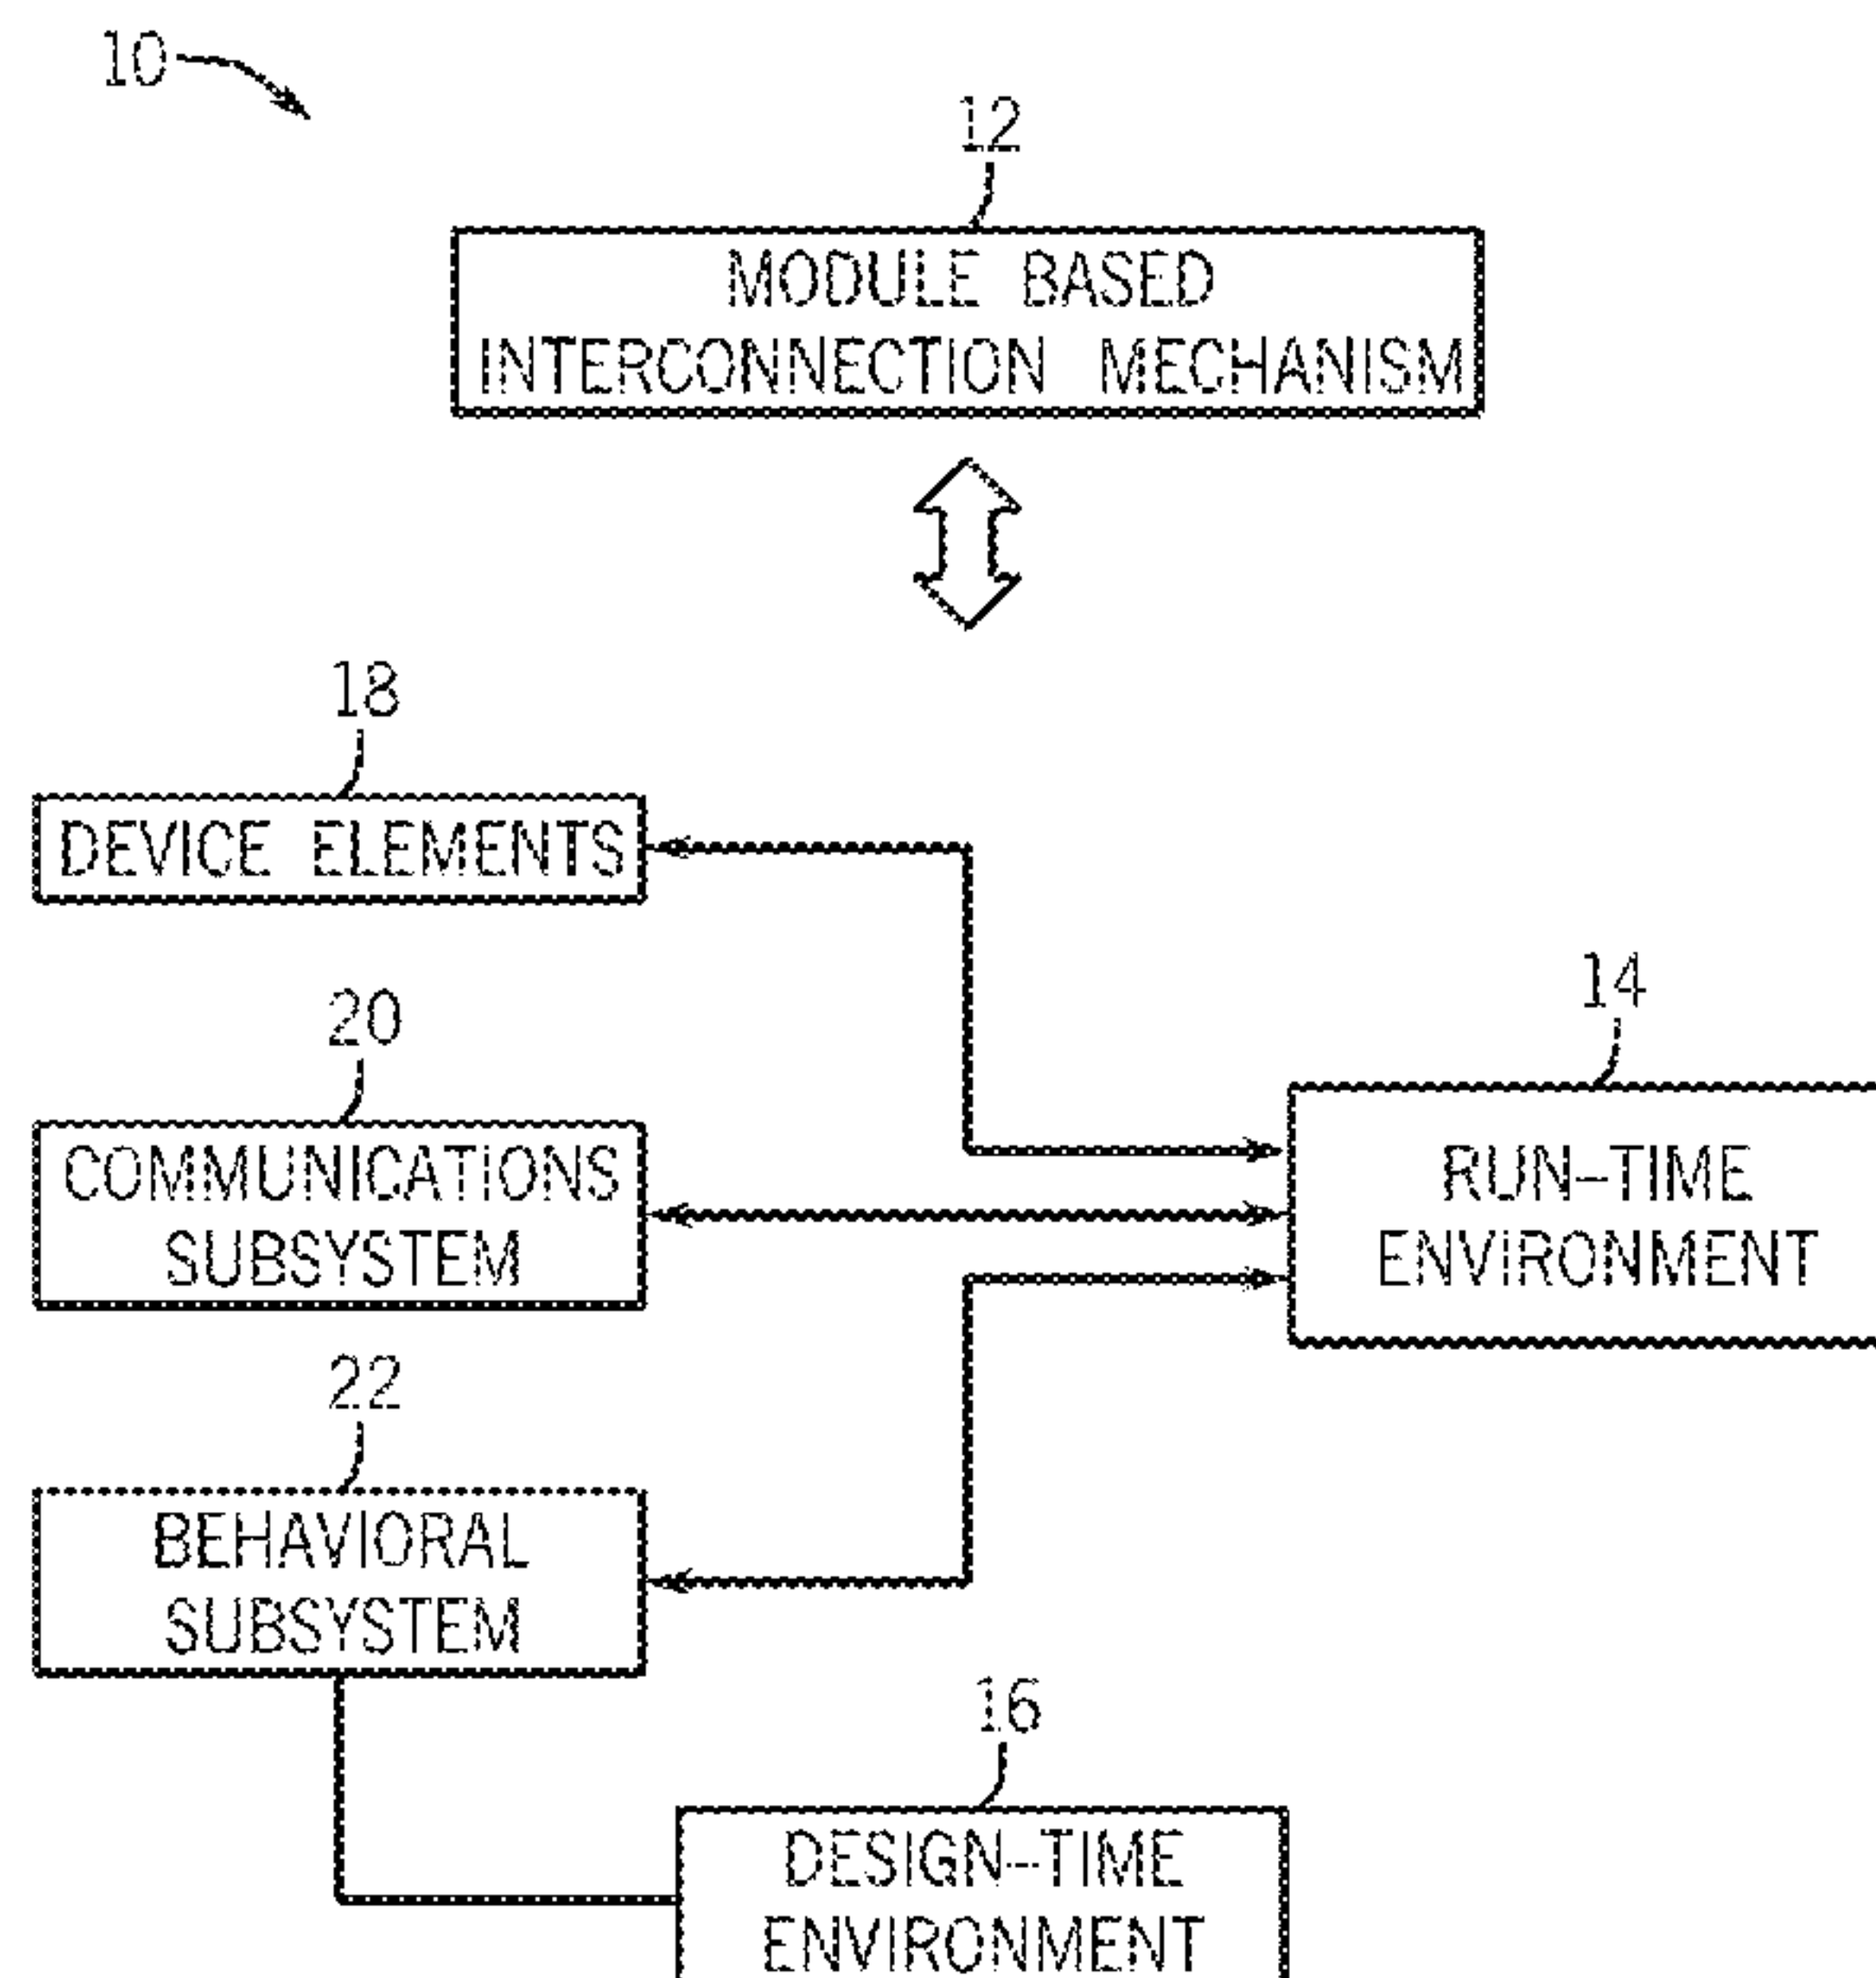 10
12
MODULE BASED
INTERCONNECTION MECHANISM
18
DEVICE ELEMENTS
20
14
COMMUNICATIONS
SUBSYSTEM
RUN-TIME
ENVIRONMENT
22
BEHAVIORAL
SUBSYSTEM
16
DESIGN-TIME
ENVIRONMENT